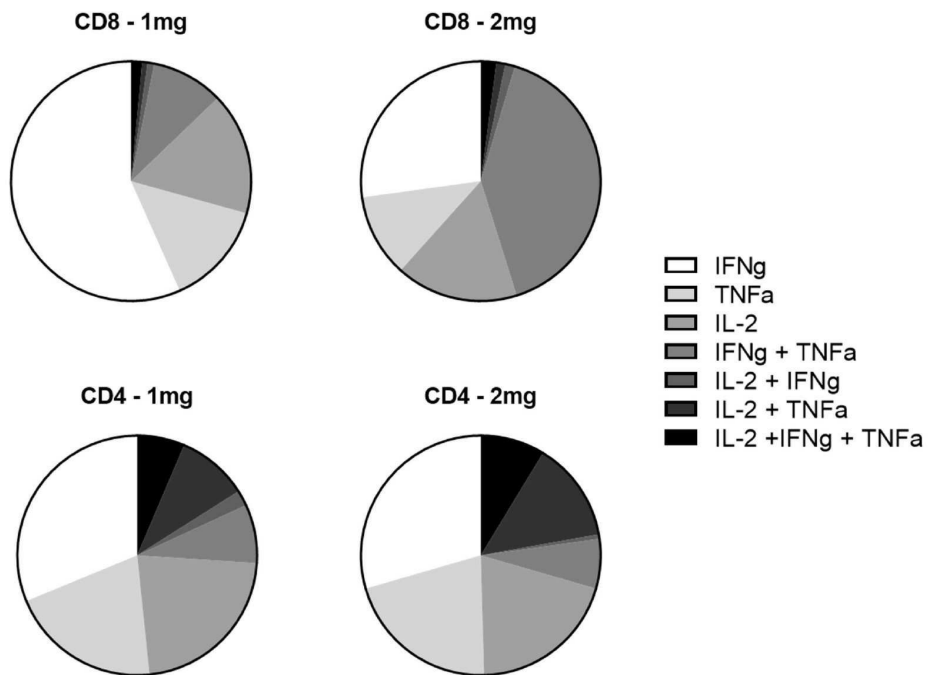 CD8 - 1mg
CD8 - 2mg
IFNg
TNFa
IL-2
IFNg + TNFa
IL-2 + IFNg
IL-2 + TNFa
IL-2 +IFNg + TNFa
CD4 - 1mg
CD4 - 2mg